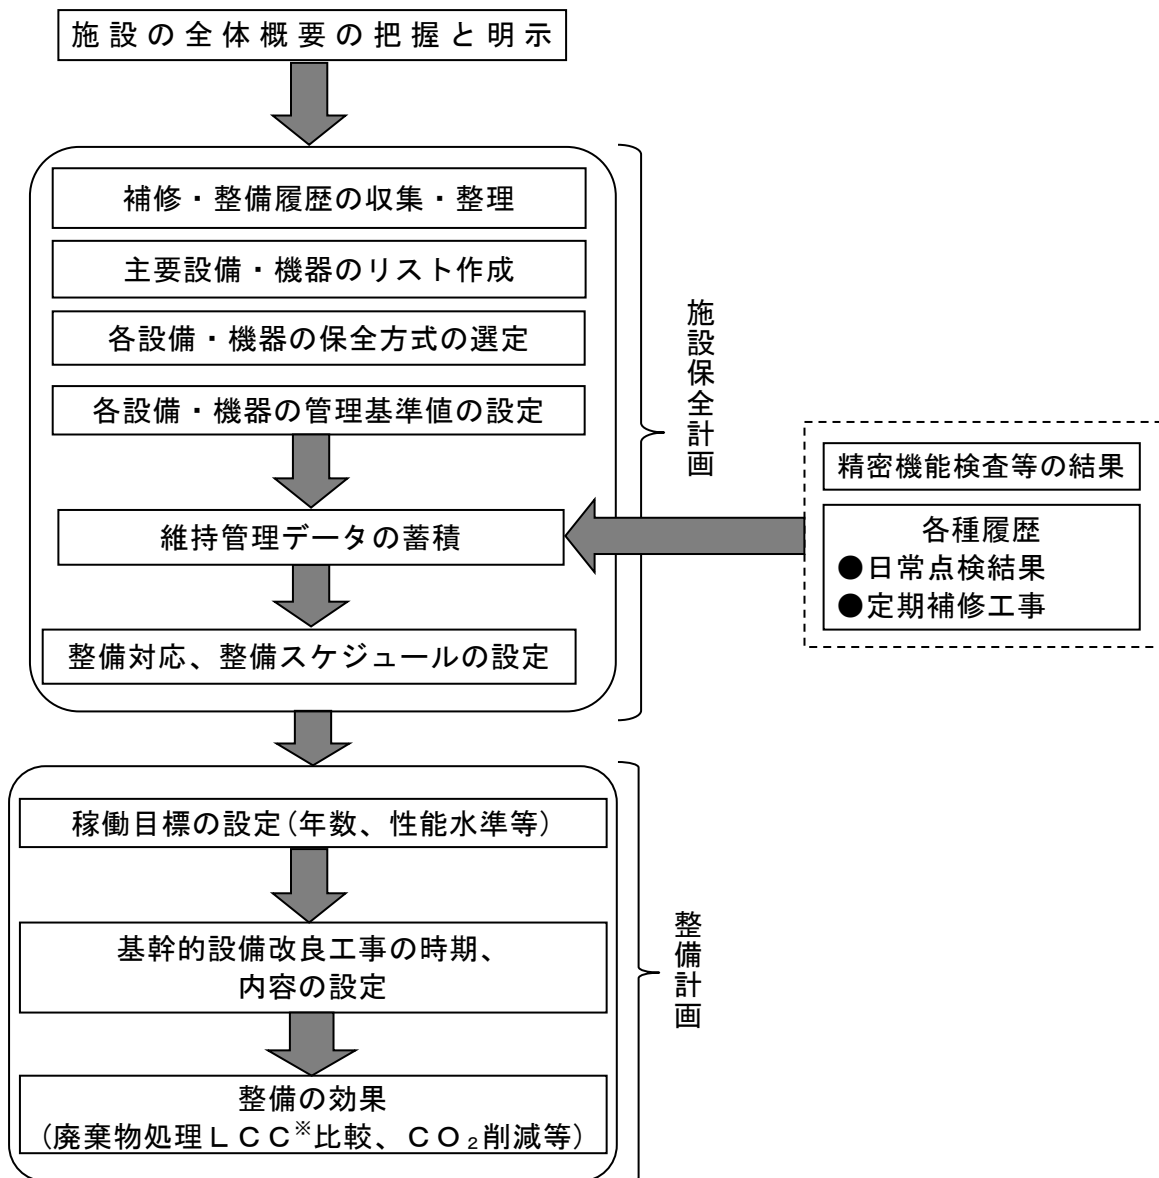 施設の全体概要の把握と明示
補修・整備履歴の収集・整理
主要設備・機器のリスト作成
各設備・機器の保全方式の選定
各設備・機器の管理基準値の設定
維持管理データの蓄積
整備対応、整備スケジュールの設定
施設保全計画
精密機能検査等の結果
各種履歴
●日常点検結果
●定期補修工事
稼働目標の設定(年数、性能水準等)
基幹的設備改良工事の時期、
内容の設定
整備の効果
(廃棄物処理LCC※比較、CO₂削減等)
整備計画